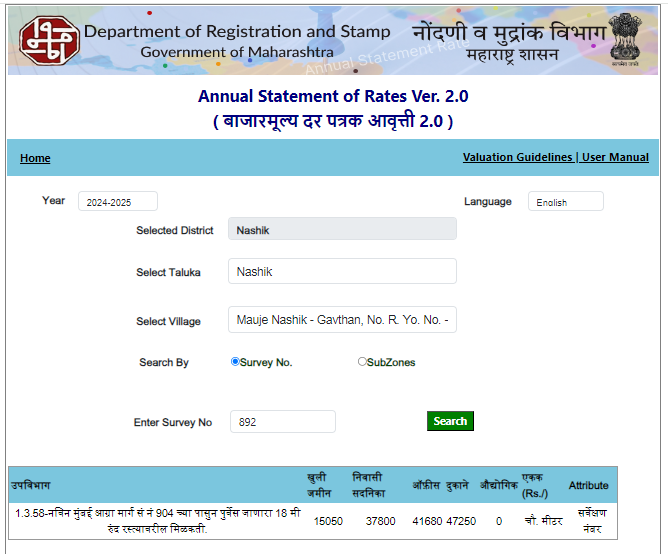 Department of Registration and Stamp
Government of Maharashtra
नोंदणी व मुद्रांक विभाग
महाराष्ट्र शासन
Annual Statement Rate
Annual Statement of Rates Ver. 2.0
( बाजारमूल्य दर पत्रक आवृत्ती 2.0 )
Home
Valuation Guidelines | User Manual
Year 2024-2025 Language English
Selected District Nashik
Select Taluka Nashik
Select Village Mauje Nashik - Gavthan, No. R. Yo. No. -
Search By Survey No. SubZones
Enter Survey No 892 Search
उपविभाग खुली जमीन निवासी सदनिका ऑफ़ीस दुकाने औद्योगिक एकक (Rs./) Attribute
1.3.58-नविन मुंबई आग्रा मार्ग सं नं 904 च्या पासुन पुर्वेस जाणारा 18 मी
रुंद रस्त्यावरील मिळकती.
15050 37800 41680 47250 0 चौ. मीटर सर्वेक्षण नंबर